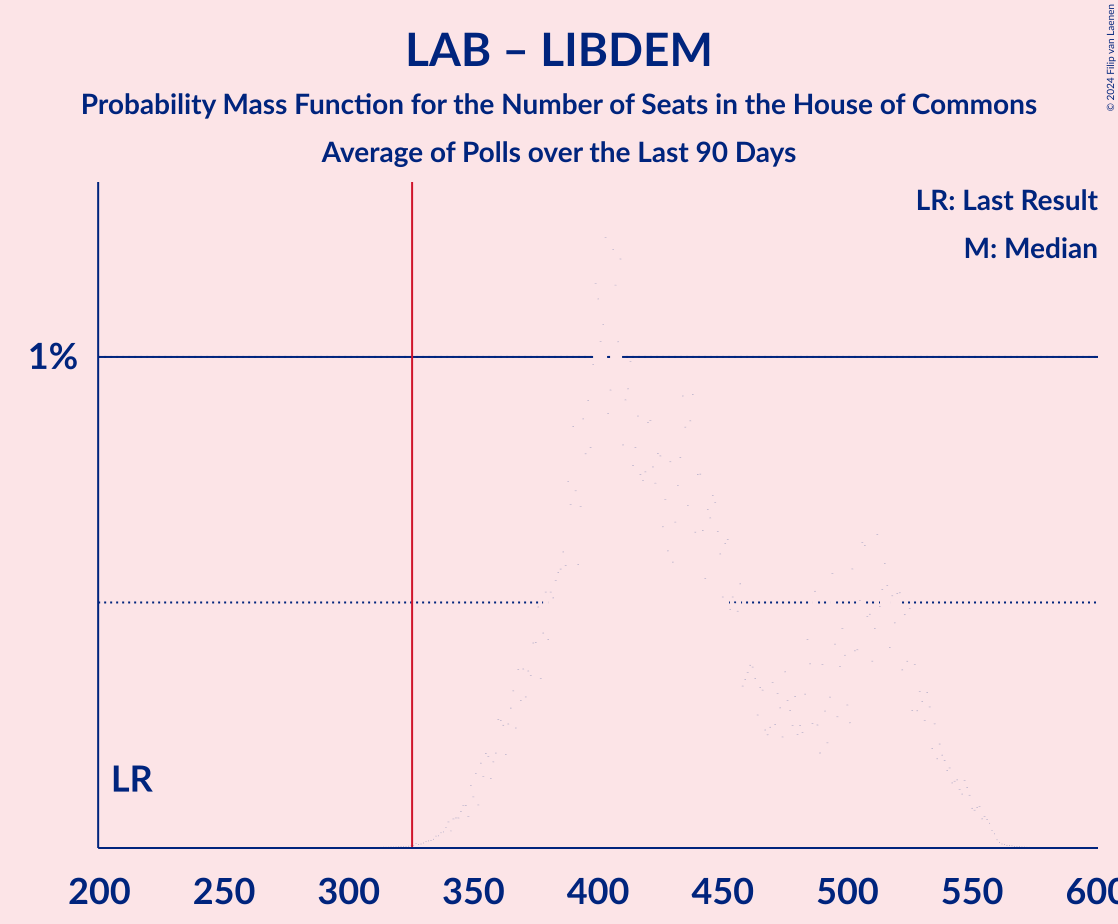 LAB – LIBDEM
Probability Mass Function for the Number of Seats in the House of Commons
Average of Polls over the Last 90 Days
© 2024 Filip van Laenen
LR: Last Result
M: Median
1%
LR
200 250 300 350 400 450 500 550 600